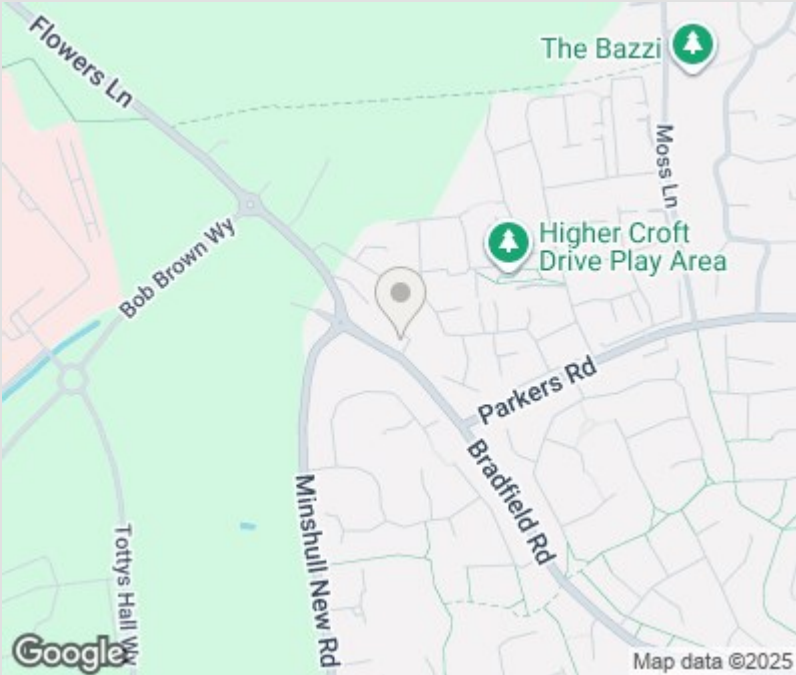 Flowers Ln
The Bazzi
Moss Ln
Bob Brown Wy
Higher Croft
Drive Play Area
Parkers Rd
Bradfield Rd
Minshull New Rd
Tottys Hall Wy
Google
Map data ©2025